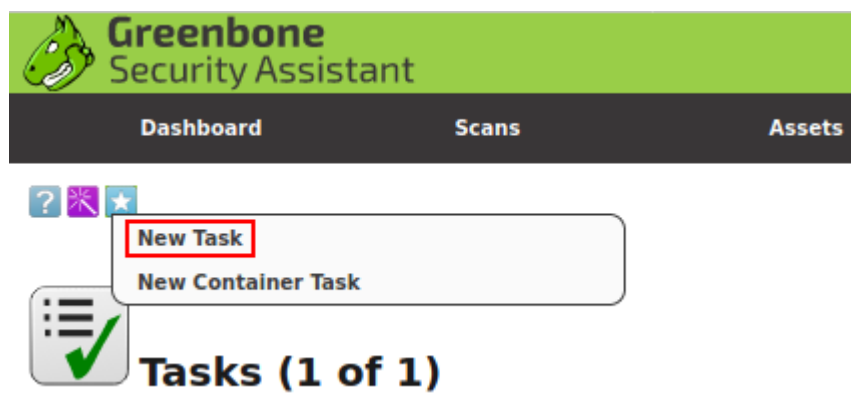 Greenbone
Security Assistant
Dashboard Scans Assets
?
New Task
New Container Task
Tasks (1 of 1)